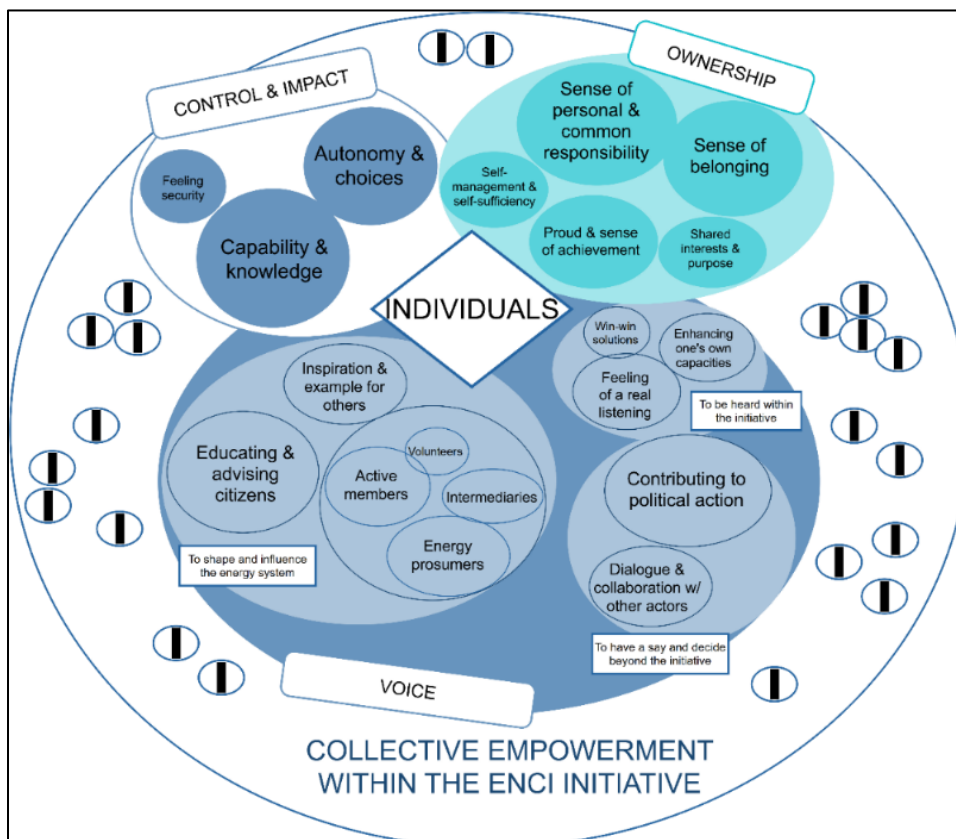 CONTROL & IMPACT
Feeling
security
Autonomy &
choices
Capability &
knowledge
OWNERSHIP
Sense of
personal &
common
responsibility
Sense of
belonging
Self-
management &
self-sufficiency
Proud & sense
of achievement
Shared
interests &
purpose
INDIVIDUALS
Inspiration &
example for
others
Educating &
advising
citizens
Volunteers
Active
members
Intermediaries
Energy
prosumers
To shape and influence
the energy system
Win-win
solutions
Enhancing
one's own
capacities
Feeling
of a real
listening
To be heard within
the initiative
Contributing to
political action
Dialogue &
collaboration w/
other actors
To have a say and decide
beyond the initiative
VOICE
COLLECTIVE EMPOWERMENT
WITHIN THE ENCI INITIATIVE